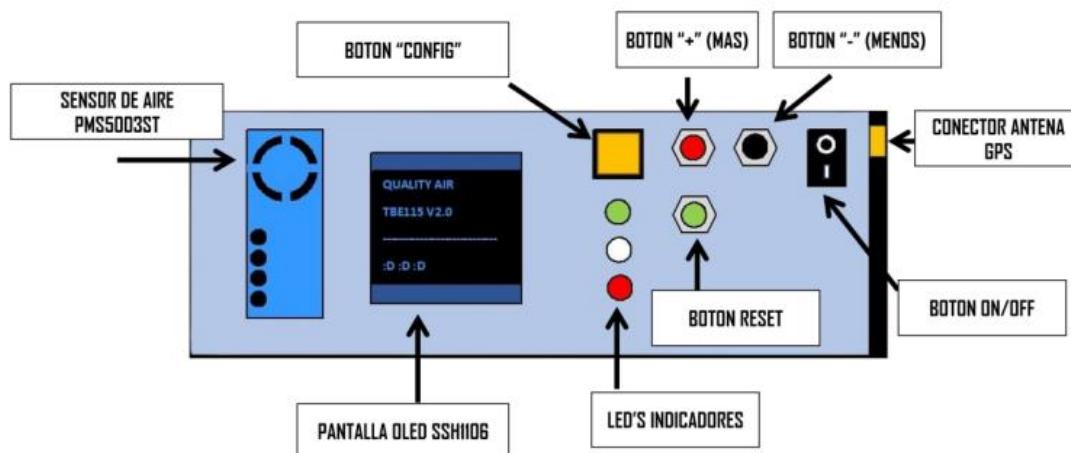 BOTON “CONFIG”
BOTON “+” (MAS)
BOTON “-” (MENOS)
SENSOR DE AIRE
PMS5003ST
CONECTOR ANTENA
GPS
QUALITY AIR
TBE115 V2.0
------------------------------
:D :D :D
BOTON RESET
BOTON ON/OFF
PANTALLA OLED SSH1106
LED'S INDICADORES